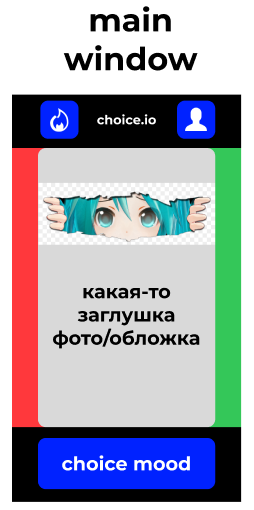 main
window
choice.io
какая-то
заглушка
фото/обложка
choice mood